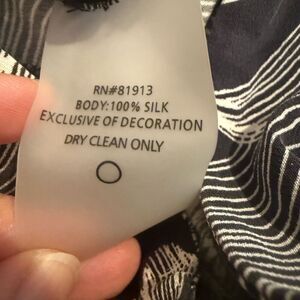 RN#81913
BODY:100% SILK
EXCLUSIVE OF DECORATION
DRY CLEAN ONLY